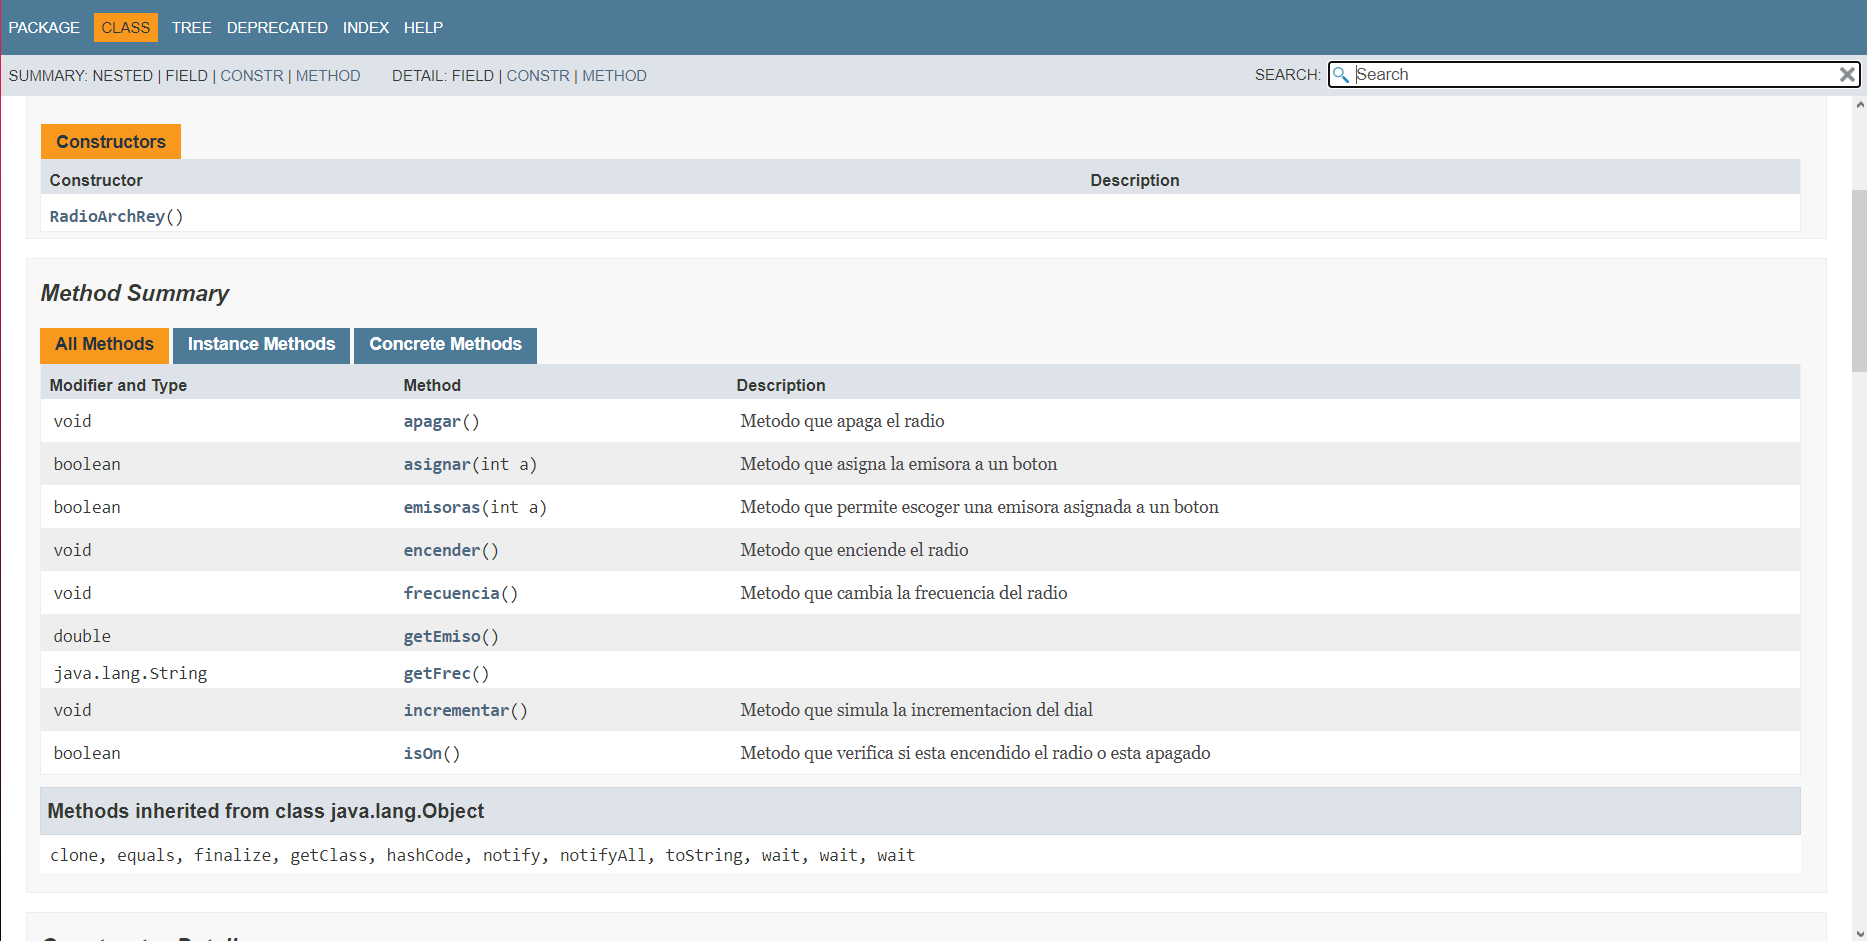 PACKAGE CLASS TREE DEPRECATED INDEX HELP
SUMMARY: NESTED | FIELD | CONSTR | METHOD DETAIL: FIELD | CONSTR | METHOD SEARCH: Search
Constructors
Constructor Description
RadioArchRey()
Method Summary
All Methods Instance Methods Concrete Methods
Modifier and Type Method Description
void apagar() Metodo que apaga el radio
boolean asignar(int a) Metodo que asigna la emisora a un boton
boolean emisoras(int a) Metodo que permite escoger una emisora asignada a un boton
void encender() Metodo que enciende el radio
void frecuencia() Metodo que cambia la frecuencia del radio
double getEmiso()
java.lang.String getFrec()
void incrementar() Metodo que simula la incrementacion del dial
boolean isOn() Metodo que verifica si esta encendido el radio o esta apagado
Methods inherited from class java.lang.Object
clone, equals, finalize, getClass, hashCode, notify, notifyAll, toString, wait, wait, wait